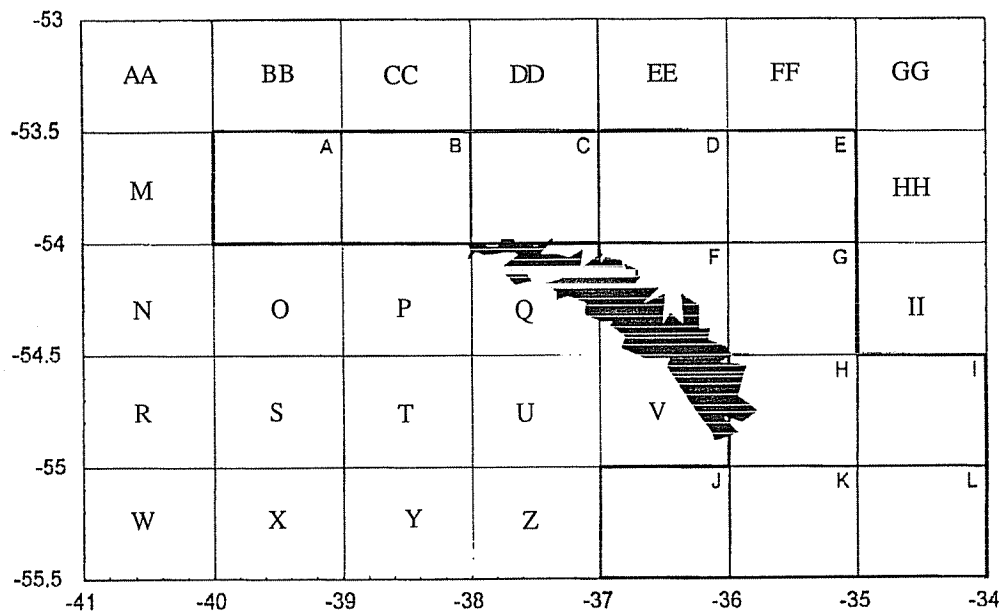 -53
AA BB CC DD EE FF GG
-53.5
A B C D E
M HH
-54
F G
N O P Q II
-54.5
H I
R S T U V
-55
J K L
W X Y Z
-55.5
-41 -40 -39 -38 -37 -36 -35 -34